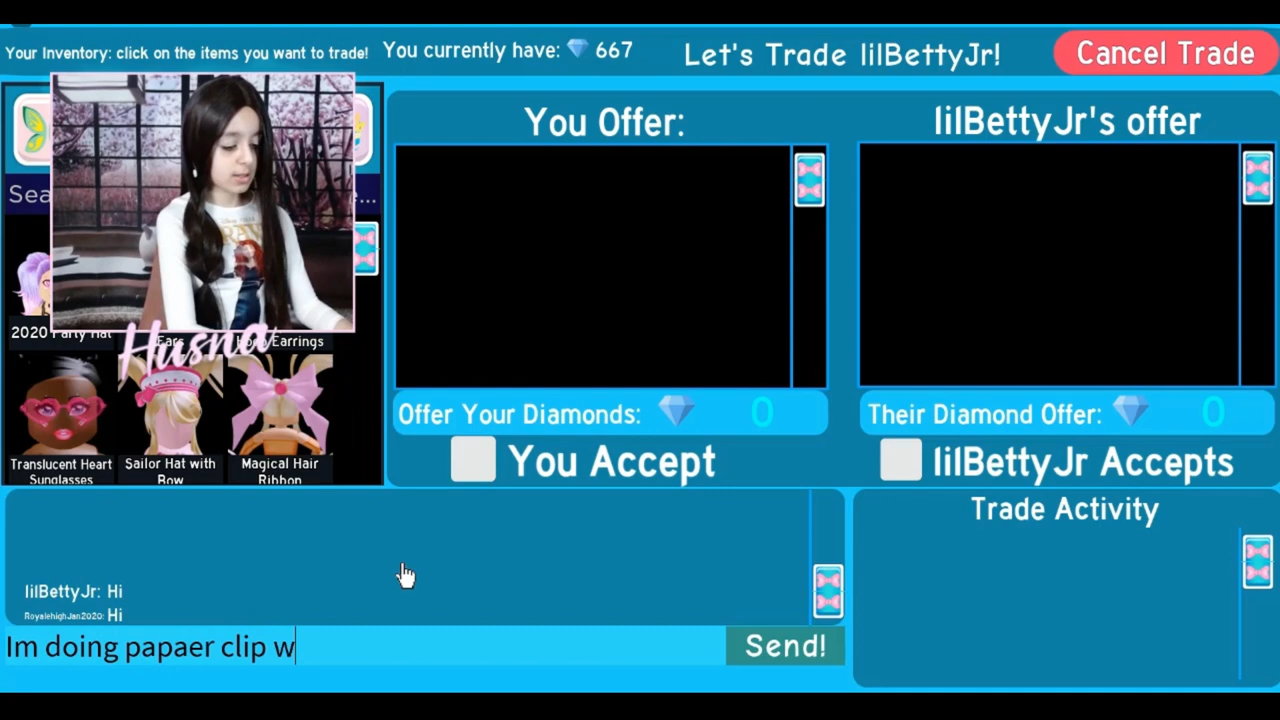 Your Inventory: click on the items you want to trade!
You currently have: 667
Let's Trade lilBettyJr!
Cancel Trade
You Offer:
lilBettyJr's offer
Sea
...
2020 Party Hat
Ears
Hoop Earrings
Husna
Translucent Heart
Sunglasses
Sailor Hat with
Bow
Magical Hair
Ribbon
Offer Your Diamonds: 0
Their Diamond Offer: 0
You Accept
lilBettyJr Accepts
Trade Activity
lilBettyJr: Hi
RoyalehighJan2020: Hi
Im doing papaer clip w
Send!